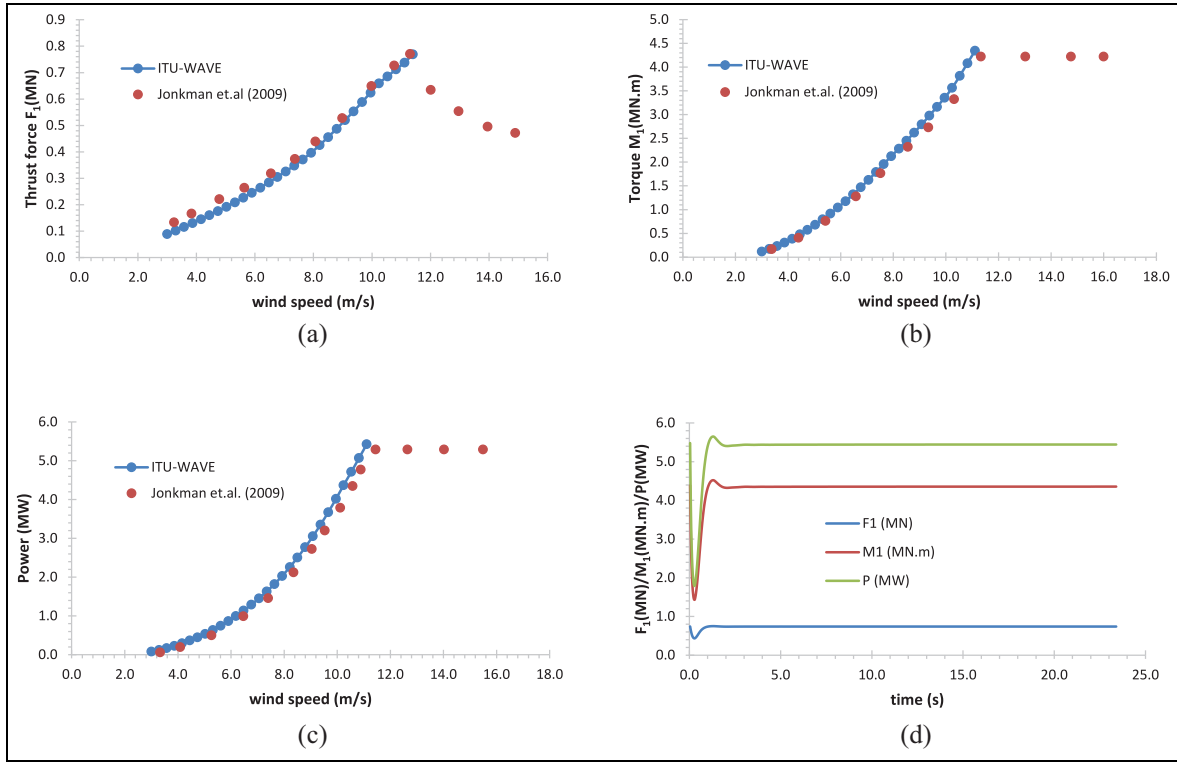 0.9
0.8
0.7
0.6
0.5
0.4
0.3
0.2
0.1
0.0
Thrust force F₁(MN)
ITU-WAVE
Jonkman et.al (2009)
0.0 2.0 4.0 6.0 8.0 10.0 12.0 14.0 16.0
wind speed (m/s)
(a)
5.0
4.5
4.0
3.5
3.0
2.5
2.0
1.5
1.0
0.5
0.0
Torque M₁(MN.m)
ITU-WAVE
Jonkman et.al. (2009)
0.0 2.0 4.0 6.0 8.0 10.0 12.0 14.0 16.0 18.0
wind speed (m/s)
(b)
6.0
5.0
4.0
3.0
2.0
1.0
0.0
Power (MW)
ITU-WAVE
Jonkman et.al. (2009)
0.0 2.0 4.0 6.0 8.0 10.0 12.0 14.0 16.0 18.0
wind speed (m/s)
(c)
6.0
5.0
4.0
3.0
2.0
1.0
0.0
F₁(MN)/M₁(MN.m)/P(MW)
F1 (MN)
M1 (MN.m)
P (MW)
0.0 5.0 10.0 15.0 20.0 25.0
time (s)
(d)